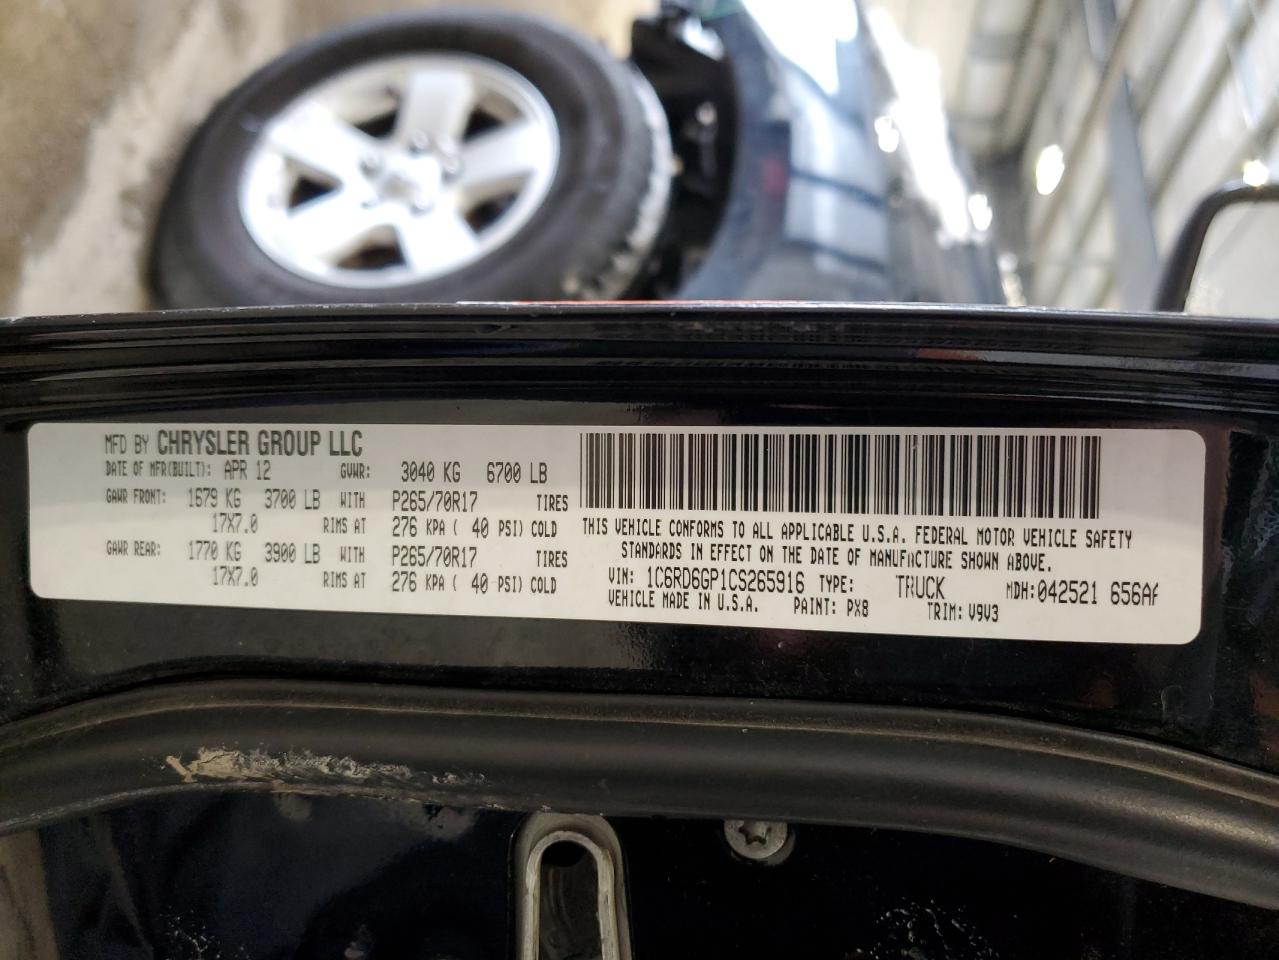 MFD BY CHRYSLER GROUP LLC
DATE OF MFR(BUILT): APR 12 GVWR: 3040 KG 6700 LB
GAWR FRONT: 1679 KG 3700 LB WITH P265/70R17 TIRES
17X7.0 RIMS AT 276 KPA ( 40 PSI) COLD
GAWR REAR: 1770 KG 3900 LB WITH P265/70R17 TIRES
17X7.0 RIMS AT 276 KPA ( 40 PSI) COLD
THIS VEHICLE CONFORMS TO ALL APPLICABLE U.S.A. FEDERAL MOTOR VEHICLE SAFETY
STANDARDS IN EFFECT ON THE DATE OF MANUFACTURE SHOWN ABOVE.
VIN: 1C6RD6GP1CS265916 TYPE: TRUCK MDH: 042521
VEHICLE MADE IN U.S.A. PAINT: PX8 TRIM: V9V3